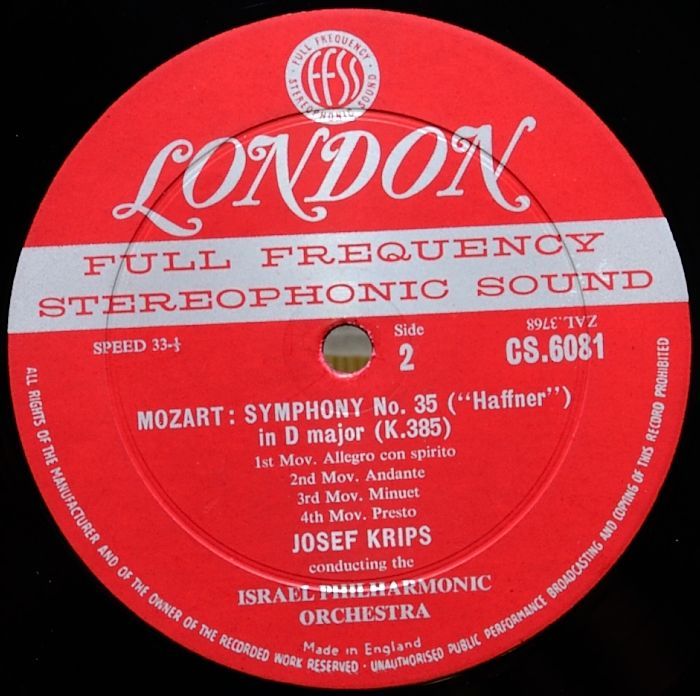 FULL FREQUENCY · STEREOPHONIC SOUND ·
FFSS
LONDON
FULL FREQUENCY
STEREOPHONIC SOUND
SPEED 33-⅓
Side
2
ZAL.3768
CS.6081
MOZART: SYMPHONY No. 35 ("Haffner")
in D major (K.385)
1st Mov. Allegro con spirito
2nd Mov. Andante
3rd Mov. Minuet
4th Mov. Presto
JOSEF KRIPS
conducting the
ISRAEL PHILHARMONIC
ORCHESTRA
Made in England
ALL RIGHTS OF THE MANUFACTURER AND OF THE OWNER OF THE RECORDED WORK RESERVED · UNAUTHORISED PUBLIC PERFORMANCE BROADCASTING AND COPYING OF THIS RECORD PROHIBITED